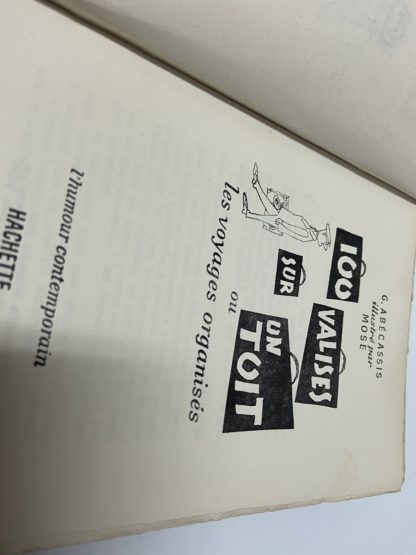 G. ABECASSIS
illustré par
MOSE
100 VALISES
SUR UN TOIT
ou
les voyages organisés
l'humour contemporain
HACHETTE